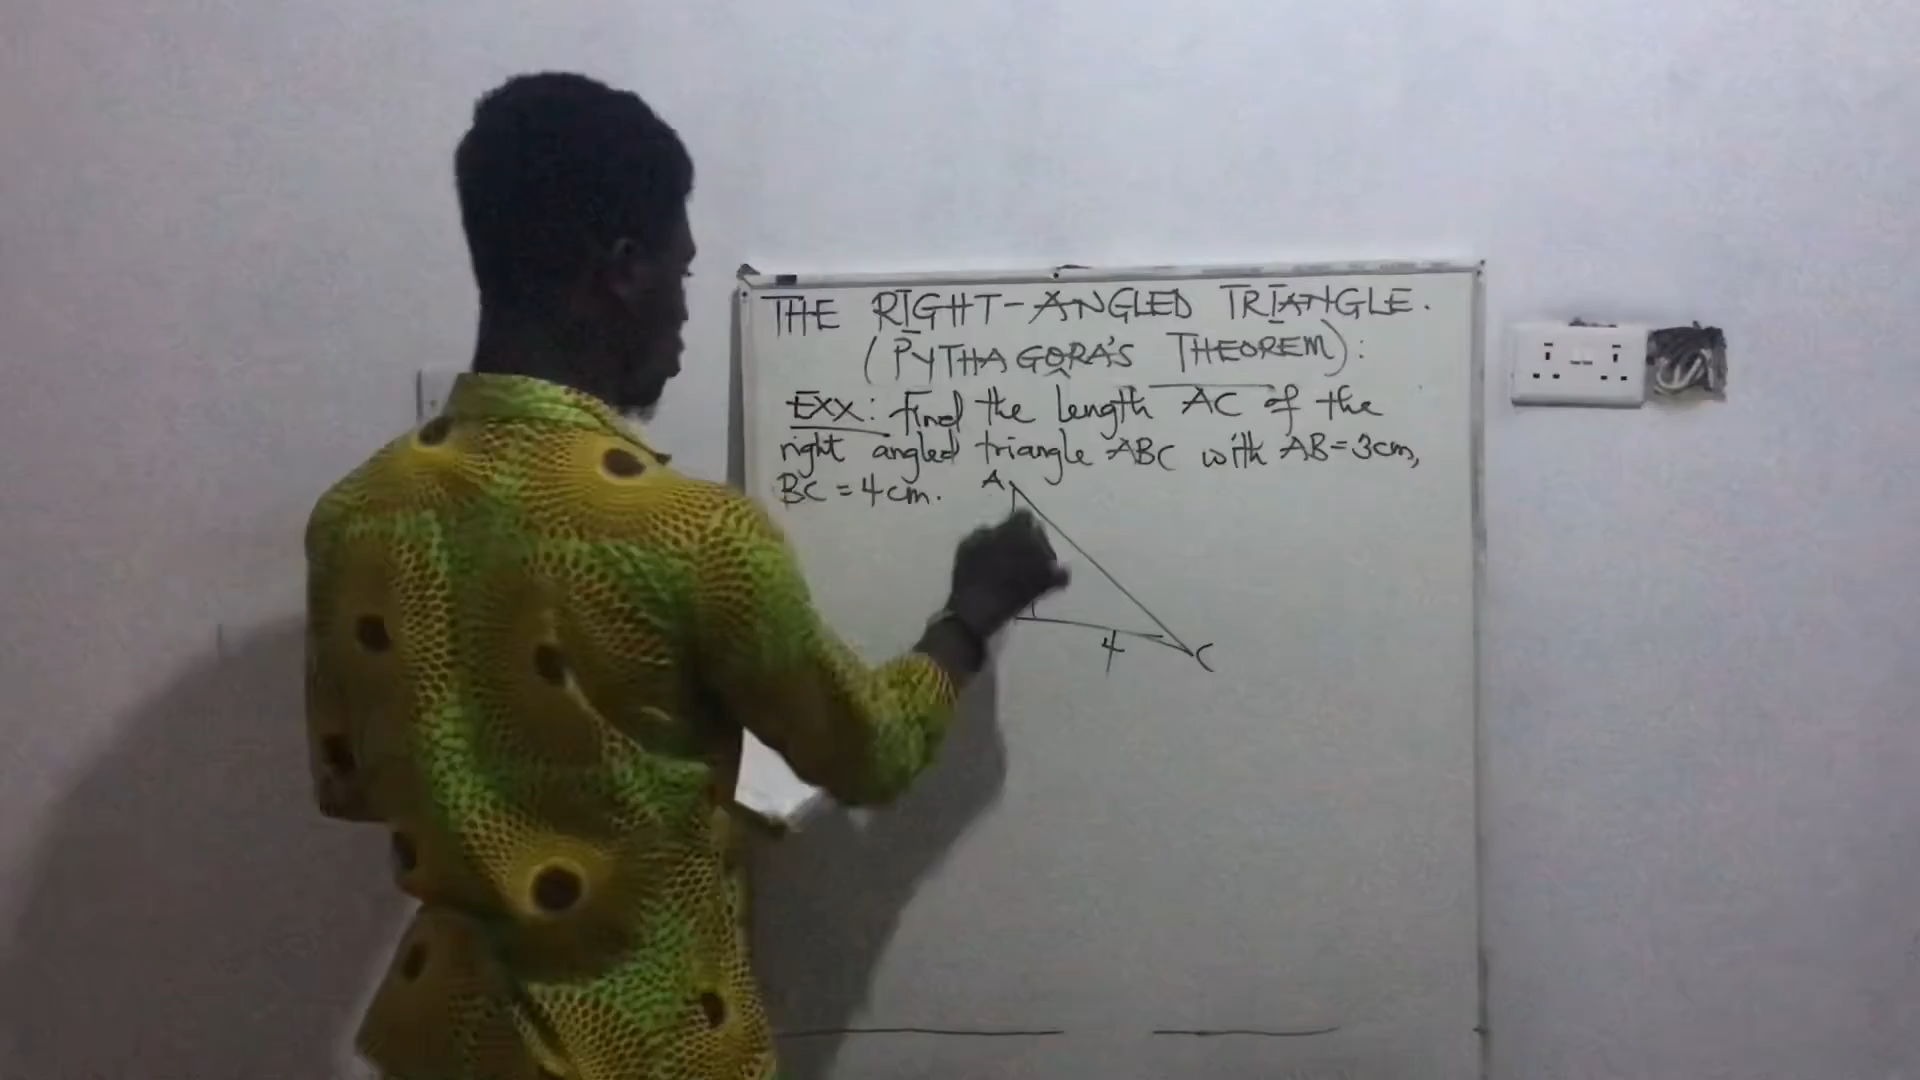 THE RIGHT-ANGLED TRIANGLE.
(PYTHAGORA'S THEOREM):
EXX: find the length AC of the
right angled triangle ABC with AB=3cm,
BC = 4cm.
A
4
C